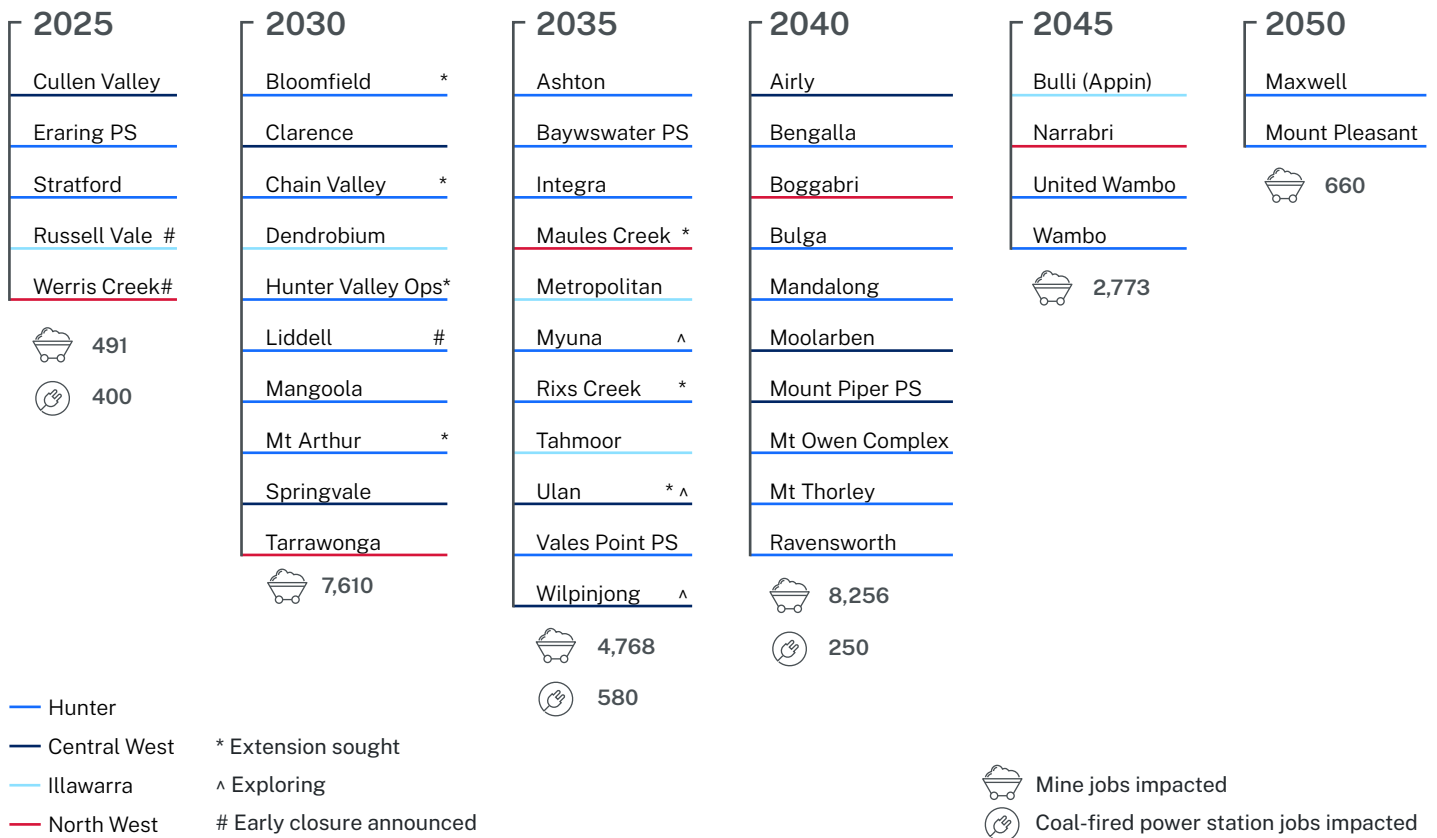 2025
Cullen Valley
Eraring PS
Stratford
Russell Vale #
Werris Creek#
491
400
2030
Bloomfield *
Clarence
Chain Valley *
Dendrobium
Hunter Valley Ops*
Liddell #
Mangoola
Mt Arthur *
Springvale
Tarrawonga
7,610
2035
Ashton
Baywswater PS
Integra
Maules Creek *
Metropolitan
Myuna ^
Rixs Creek *
Tahmoor
Ulan * ^
Vales Point PS
Wilpinjong ^
4,768
580
2040
Airly
Bengalla
Boggabri
Bulga
Mandalong
Moolarben
Mount Piper PS
Mt Owen Complex
Mt Thorley
Ravensworth
8,256
250
2045
Bulli (Appin)
Narrabri
United Wambo
Wambo
2,773
2050
Maxwell
Mount Pleasant
660
Hunter
Central West
Illawarra
North West
* Extension sought
^ Exploring
# Early closure announced
Mine jobs impacted
Coal-fired power station jobs impacted